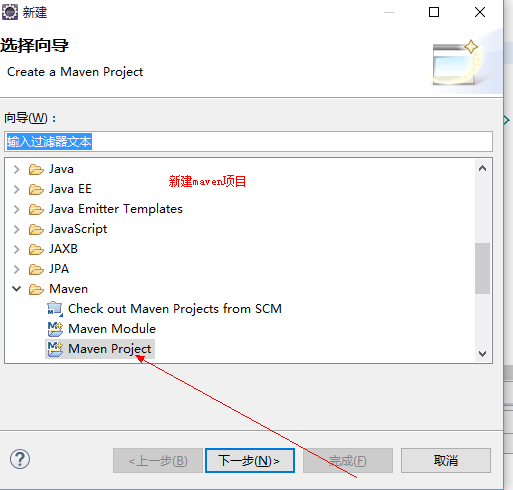 新建
选择向导
Create a Maven Project
向导(W)：
输入过滤器文本
Java
新建maven项目
Java EE
Java Emitter Templates
JavaScript
JAXB
JPA
Maven
Check out Maven Projects from SCM
Maven Module
Maven Project
<上一步(B)
下一步(N)>
完成(F)
取消